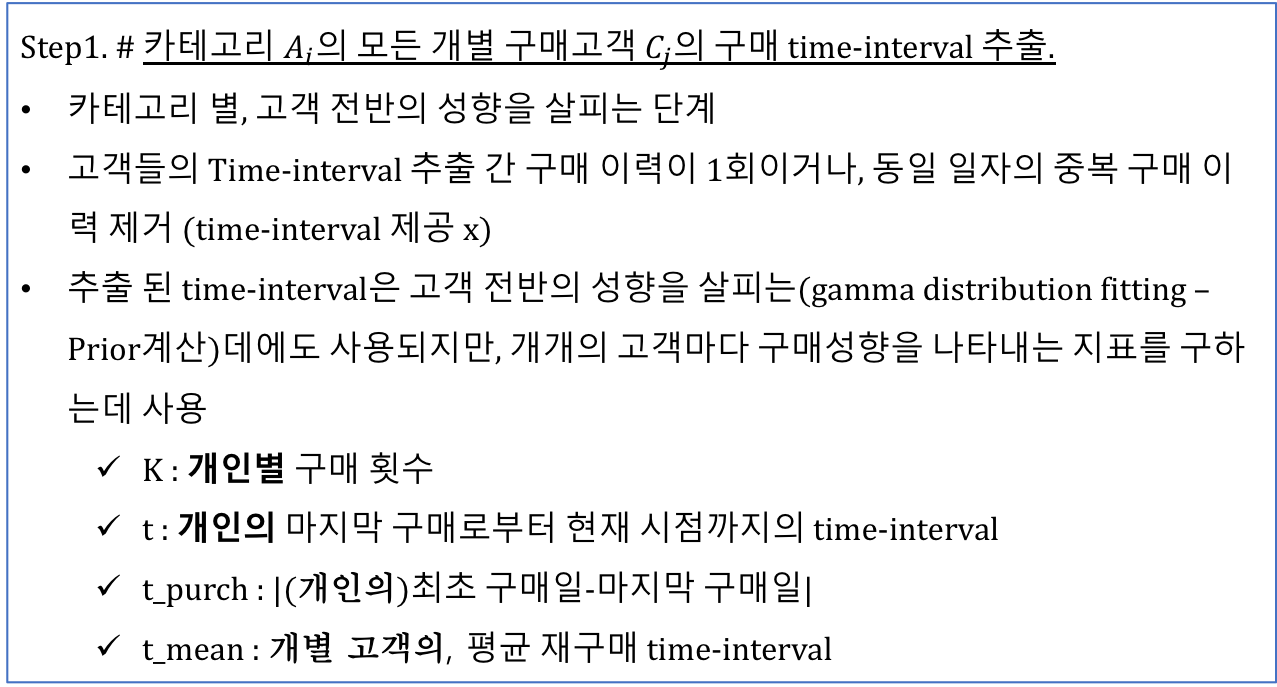 Step1. # 카테고리 𝐴𝑖의 모든 개별 구매고객 𝐶𝑗의 구매 time-interval 추출.
• 카테고리 별, 고객 전반의 성향을 살피는 단계
• 고객들의 Time-interval 추출 간 구매 이력이 1회이거나, 동일 일자의 중복 구매 이
력 제거 (time-interval 제공 x)
• 추출 된 time-interval은 고객 전반의 성향을 살피는(gamma distribution fitting –
Prior계산)데에도 사용되지만, 개개의 고객마다 구매성향을 나타내는 지표를 구하
는데 사용
✓ K : 개인별 구매 횟수
✓ t : 개인의 마지막 구매로부터 현재 시점까지의 time-interval
✓ t_purch : |(개인의)최초 구매일-마지막 구매일|
✓ t_mean : 개별 고객의, 평균 재구매 time-interval